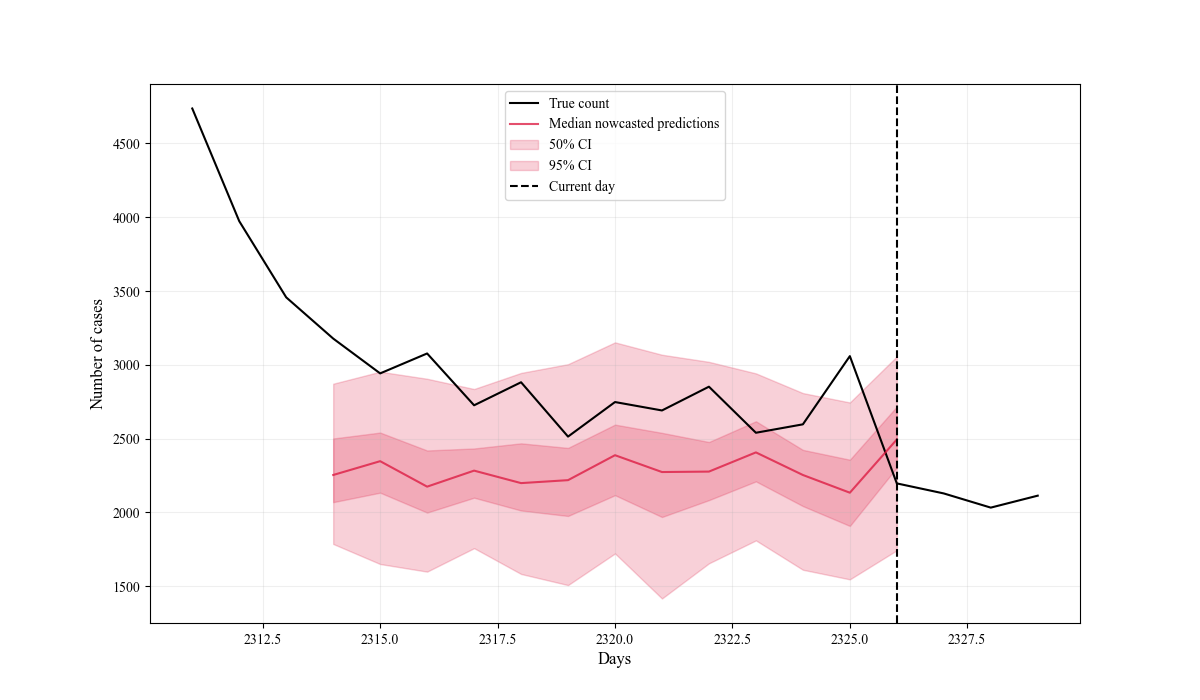 True count
Median nowcasted predictions
50% CI
95% CI
Current day
4500
4000
3500
3000
2500
2000
1500
Number of cases
2312.5 2315.0 2317.5 2320.0 2322.5 2325.0 2327.5
Days